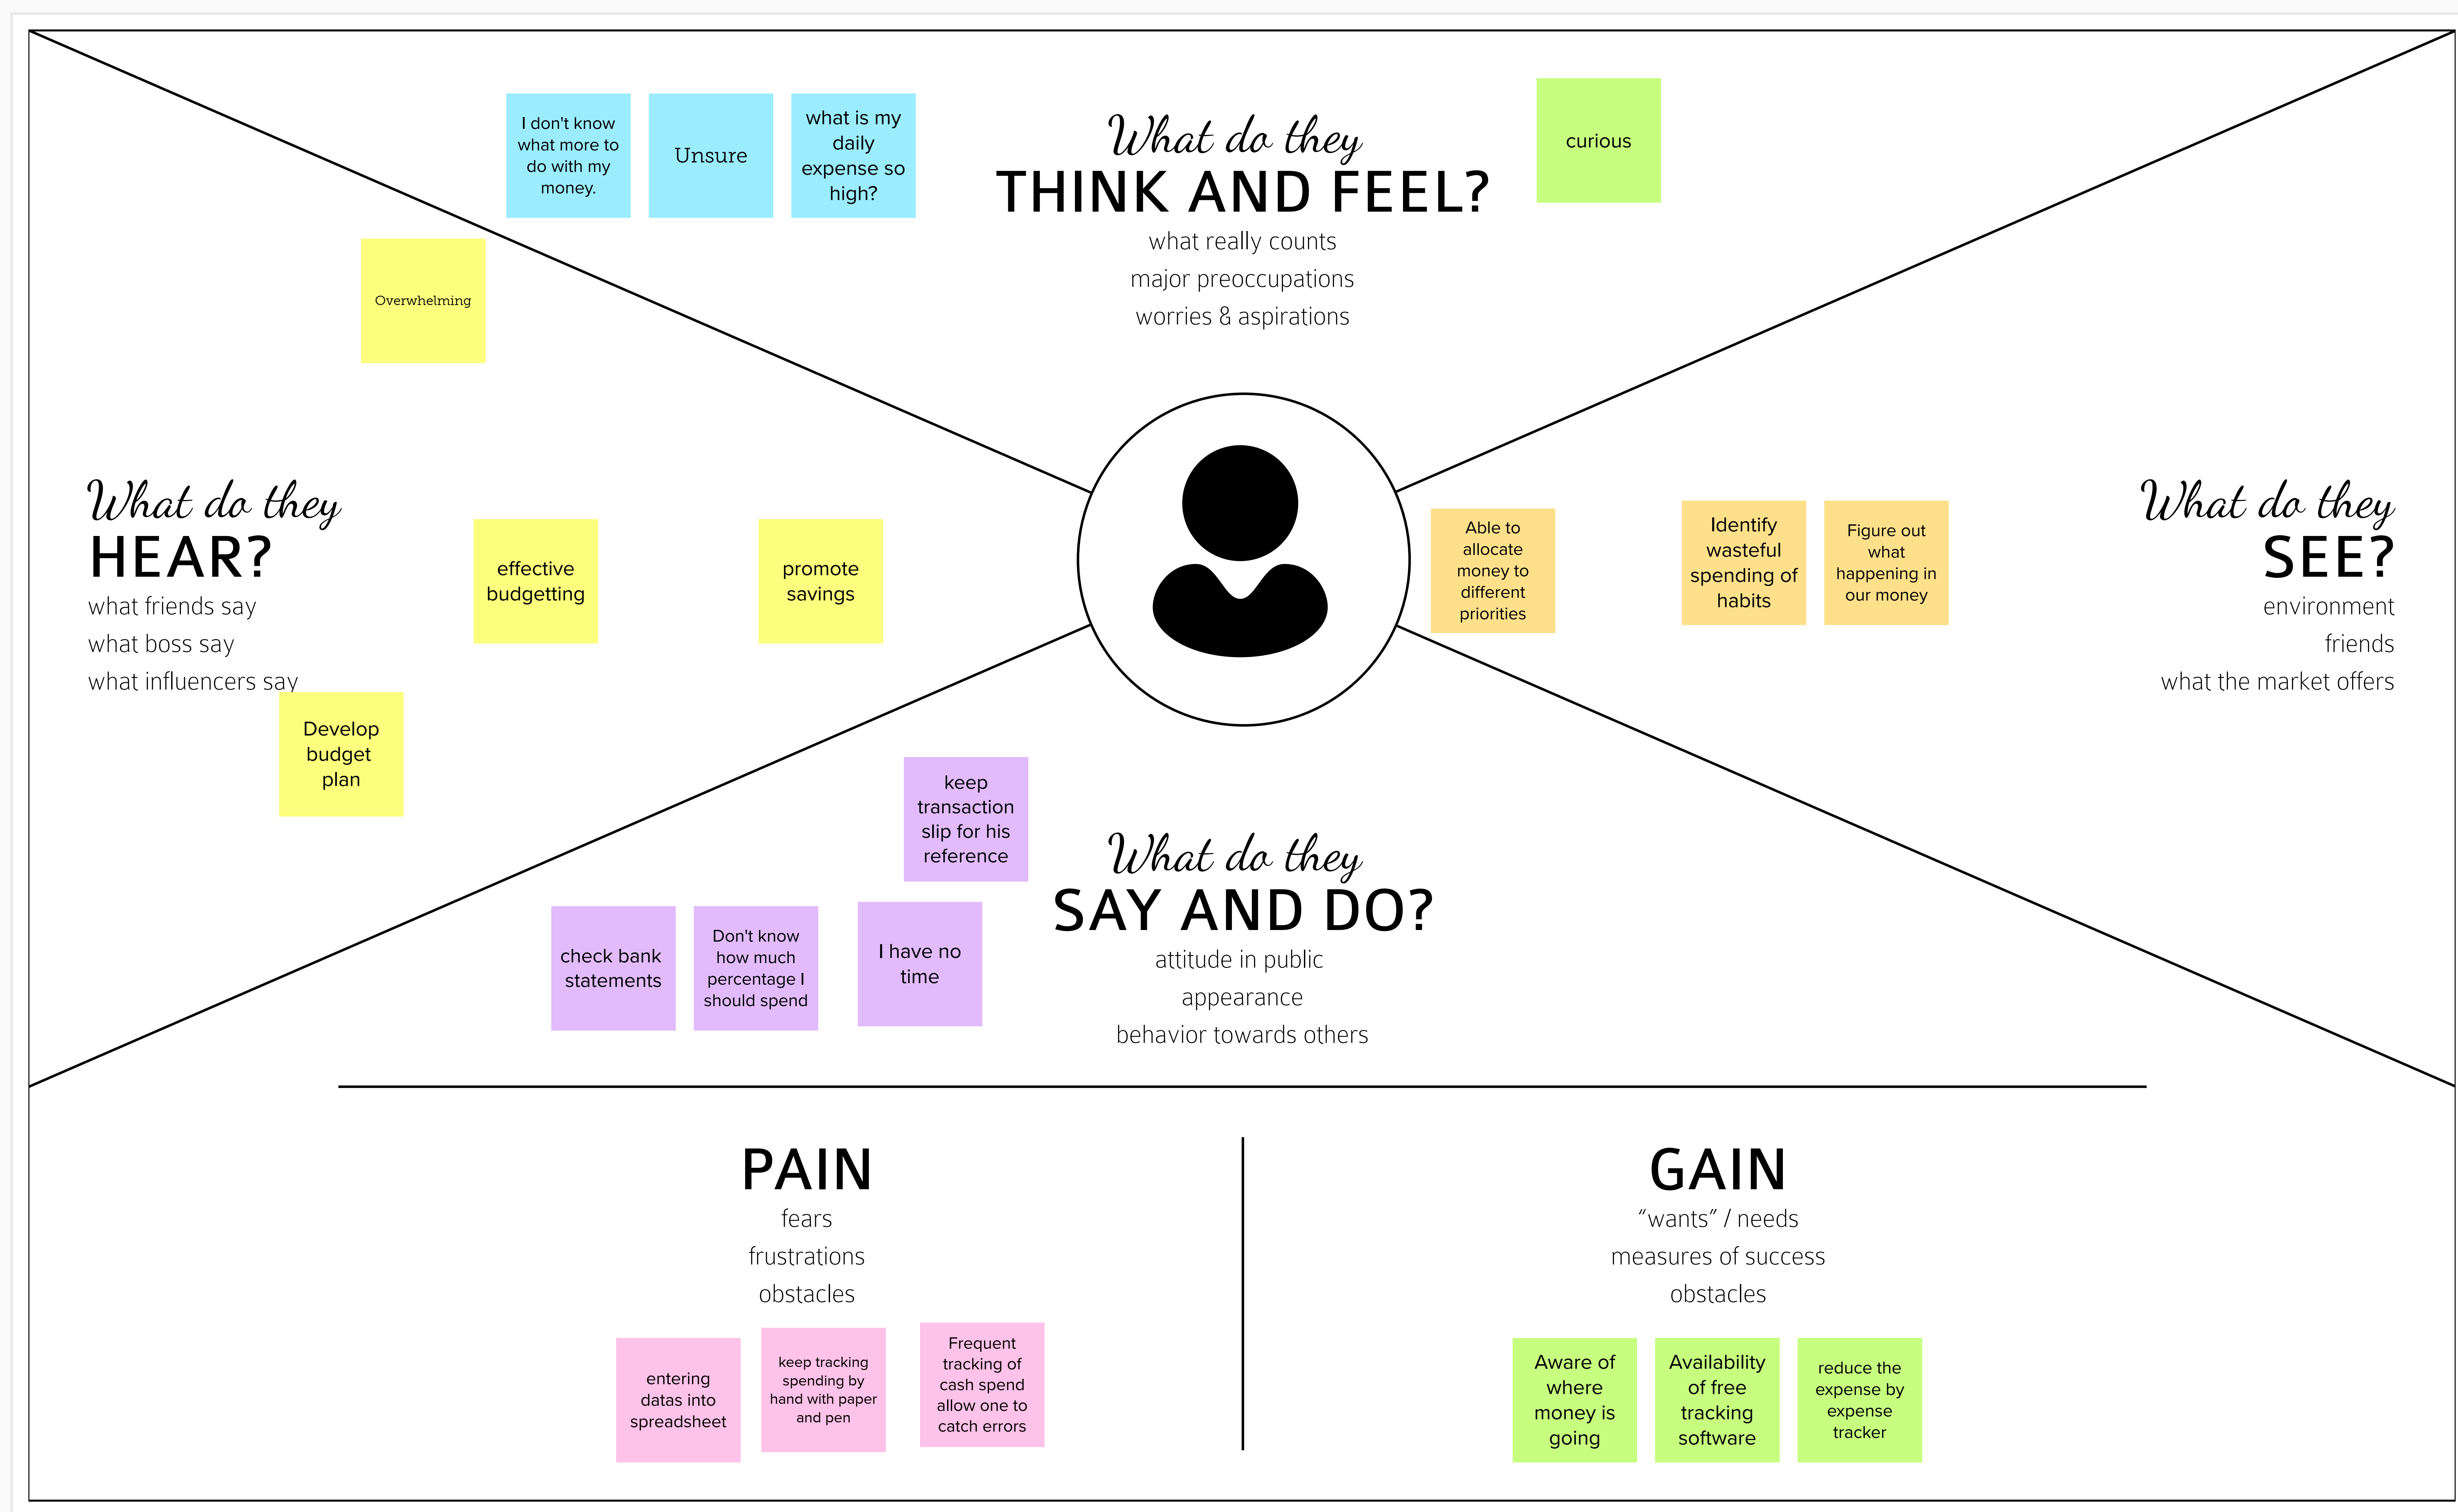 I don't know
what more to
do with my
money.
Unsure
what is my
daily
expense so
high?
What do they
THINK AND FEEL?
what really counts
major preoccupations
worries & aspirations
curious
Overwhelming
What do they
HEAR?
what friends say
what boss say
what influencers say
effective
budgetting
promote
savings
Develop
budget
plan
Able to
allocate
money to
different
priorities
Identify
wasteful
spending of
habits
Figure out
what
happening in
our money
What do they
SEE?
environment
friends
what the market offers
keep
transaction
slip for his
reference
check bank
statements
Don't know
how much
percentage I
should spend
I have no
time
What do they
SAY AND DO?
attitude in public
appearance
behavior towards others
PAIN
fears
frustrations
obstacles
entering
datas into
spreadsheet
keep tracking
spending by
hand with paper
and pen
Frequent
tracking of
cash spend
allow one to
catch errors
GAIN
“wants” / needs
measures of success
obstacles
Aware of
where
money is
going
Availability
of free
tracking
software
reduce the
expense by
expense
tracker